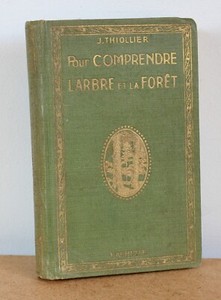 J. THIOLLIER
POUR COMPRENDRE
L'ARBRE ET LA FORÊT